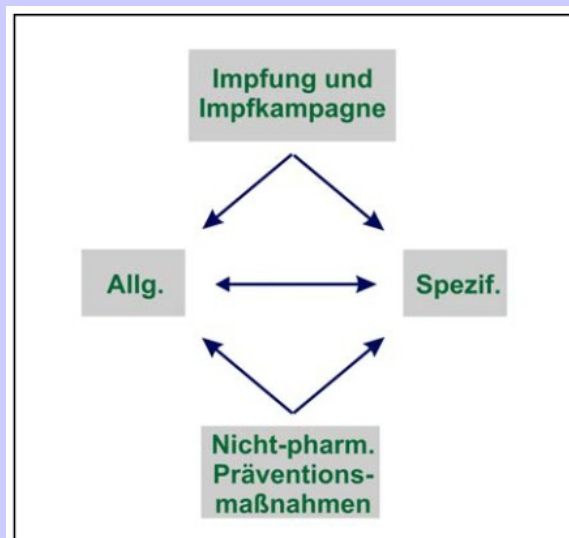 Impfung und
Impfkampagne
Allg.
Spezif.
Nicht-pharm.
Präventions-
maßnahmen